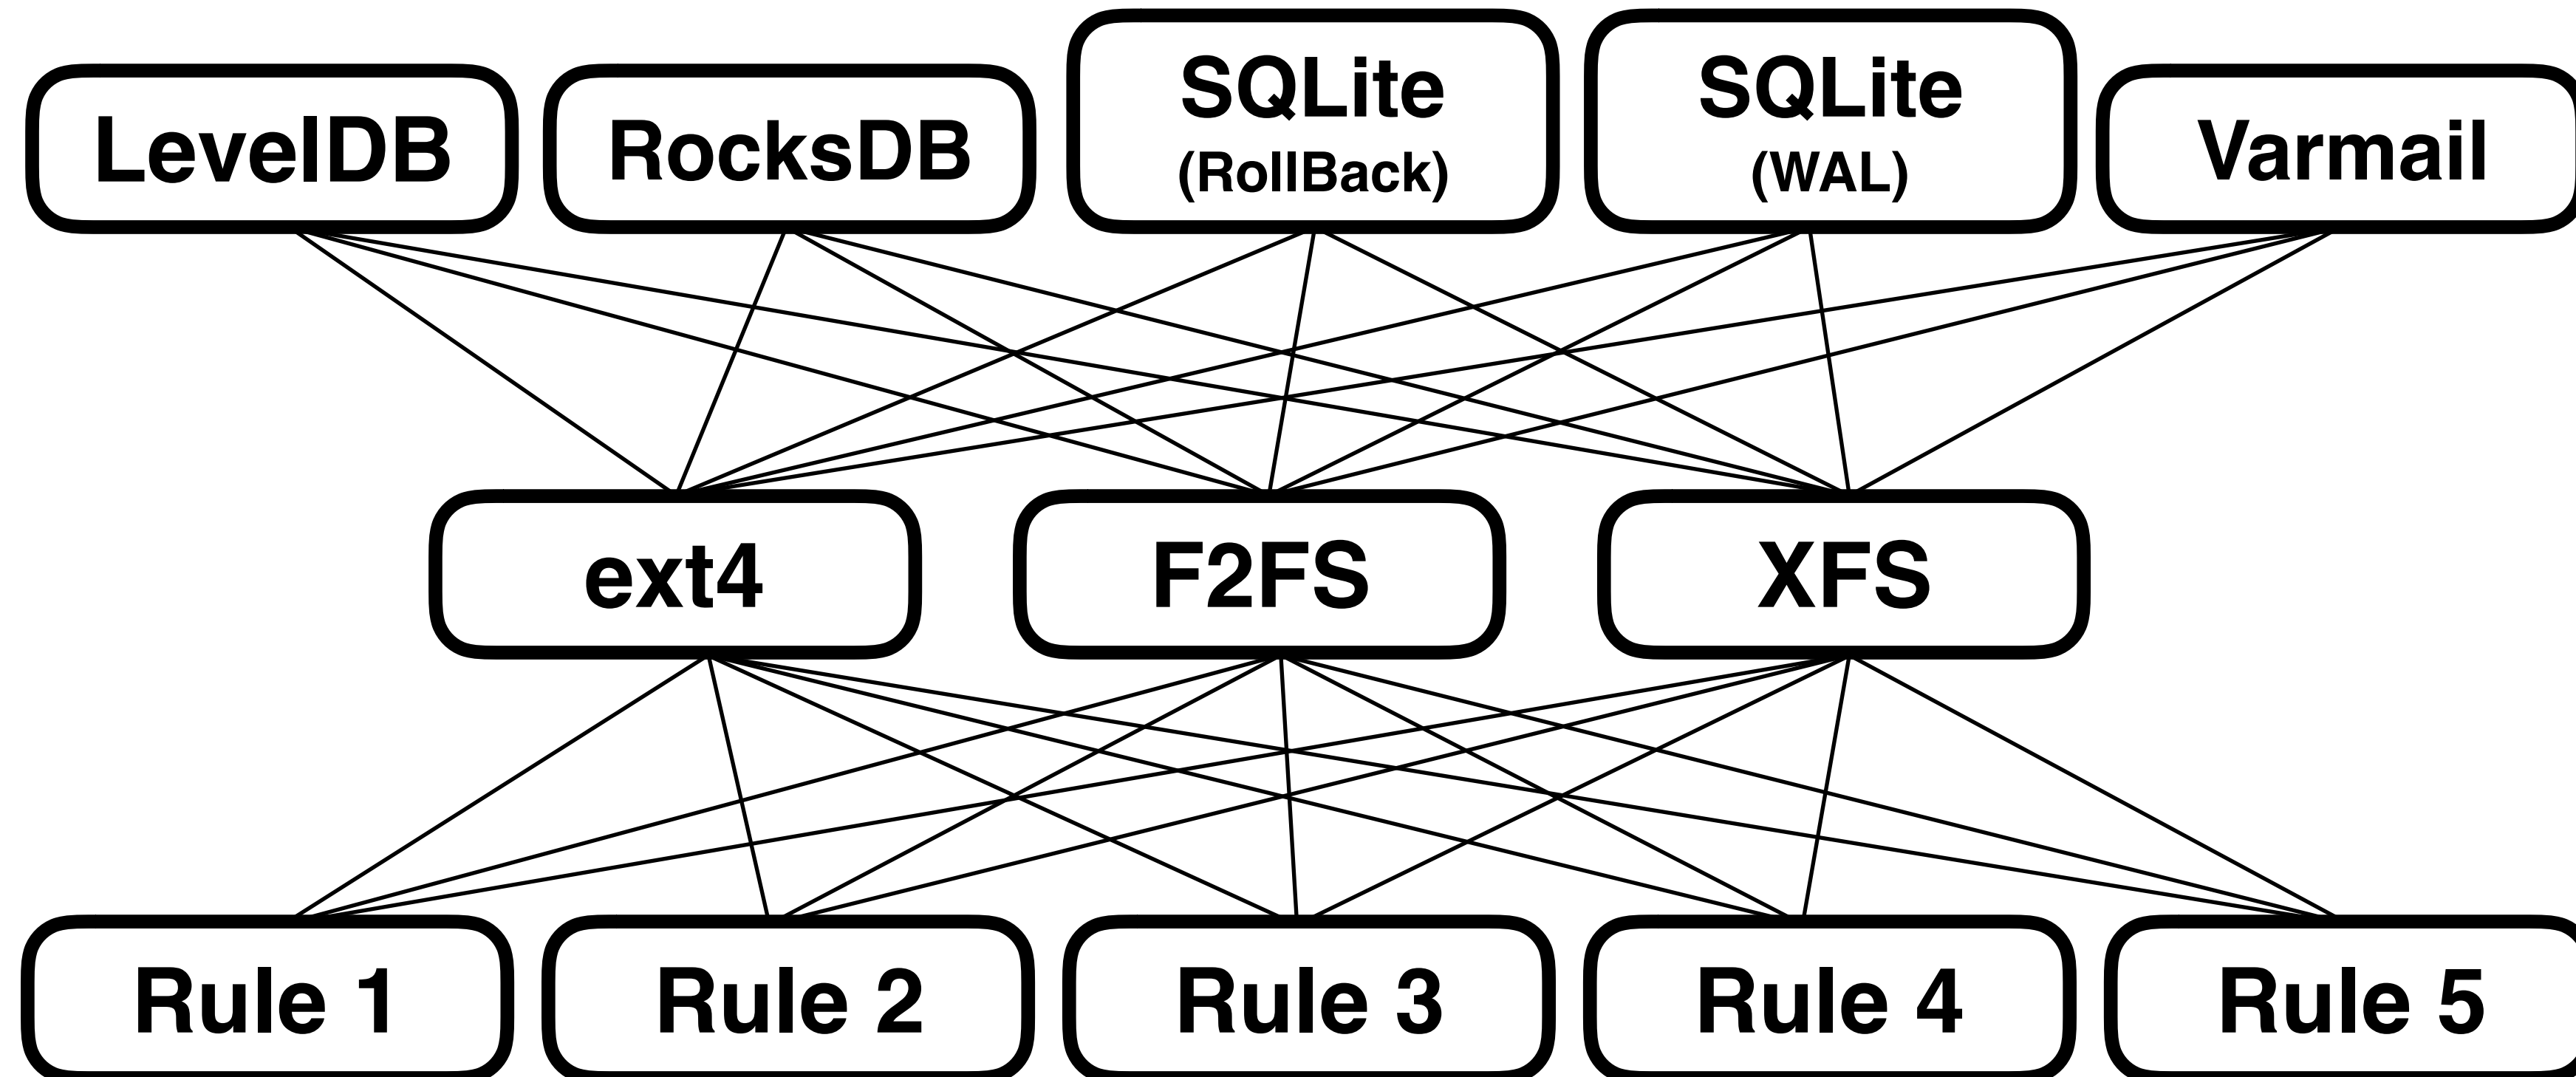 LevelDB
RocksDB
SQLite
(RollBack)
SQLite
(WAL)
Varmail
ext4
F2FS
XFS
Rule 1
Rule 2
Rule 3
Rule 4
Rule 5